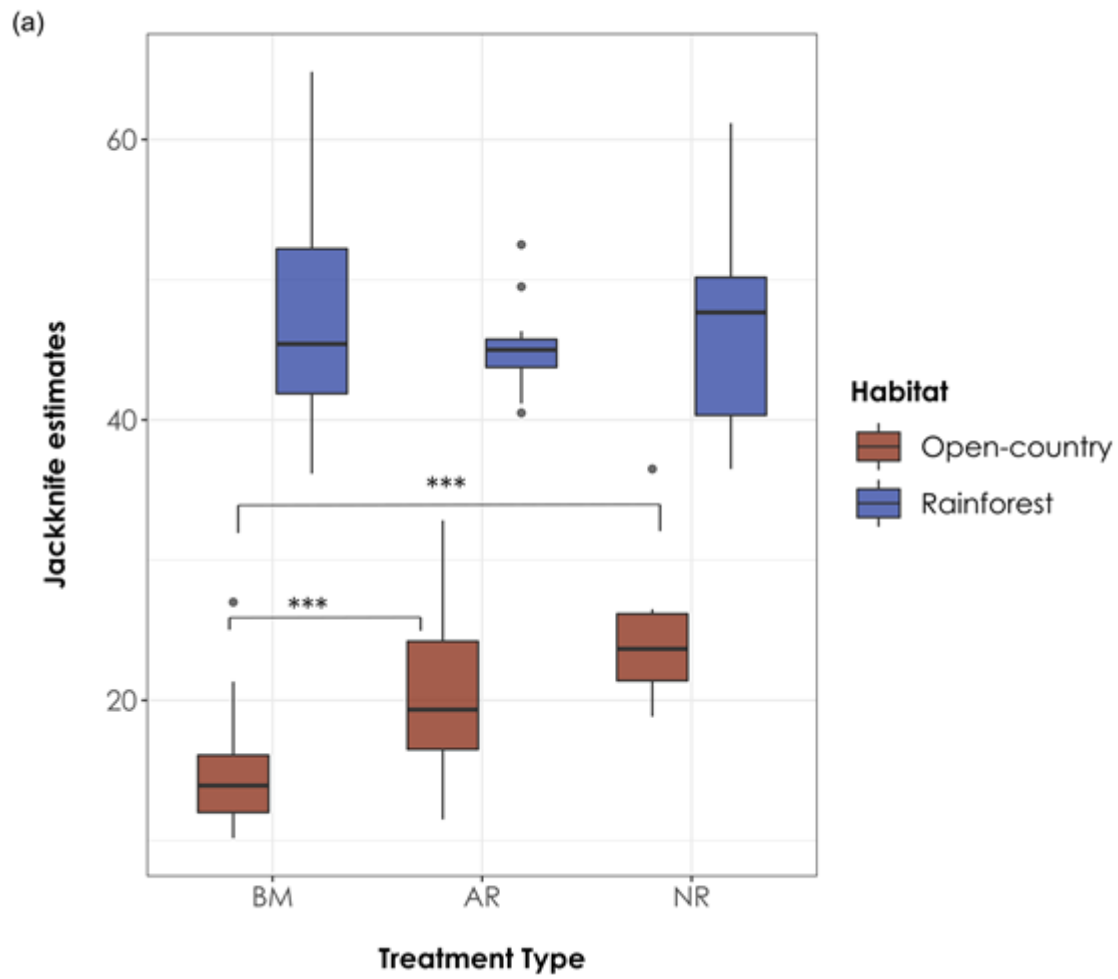 (a)
60
40
20
Jackknife estimates
***
***
BM AR NR
Treatment Type
Habitat
Open-country
Rainforest